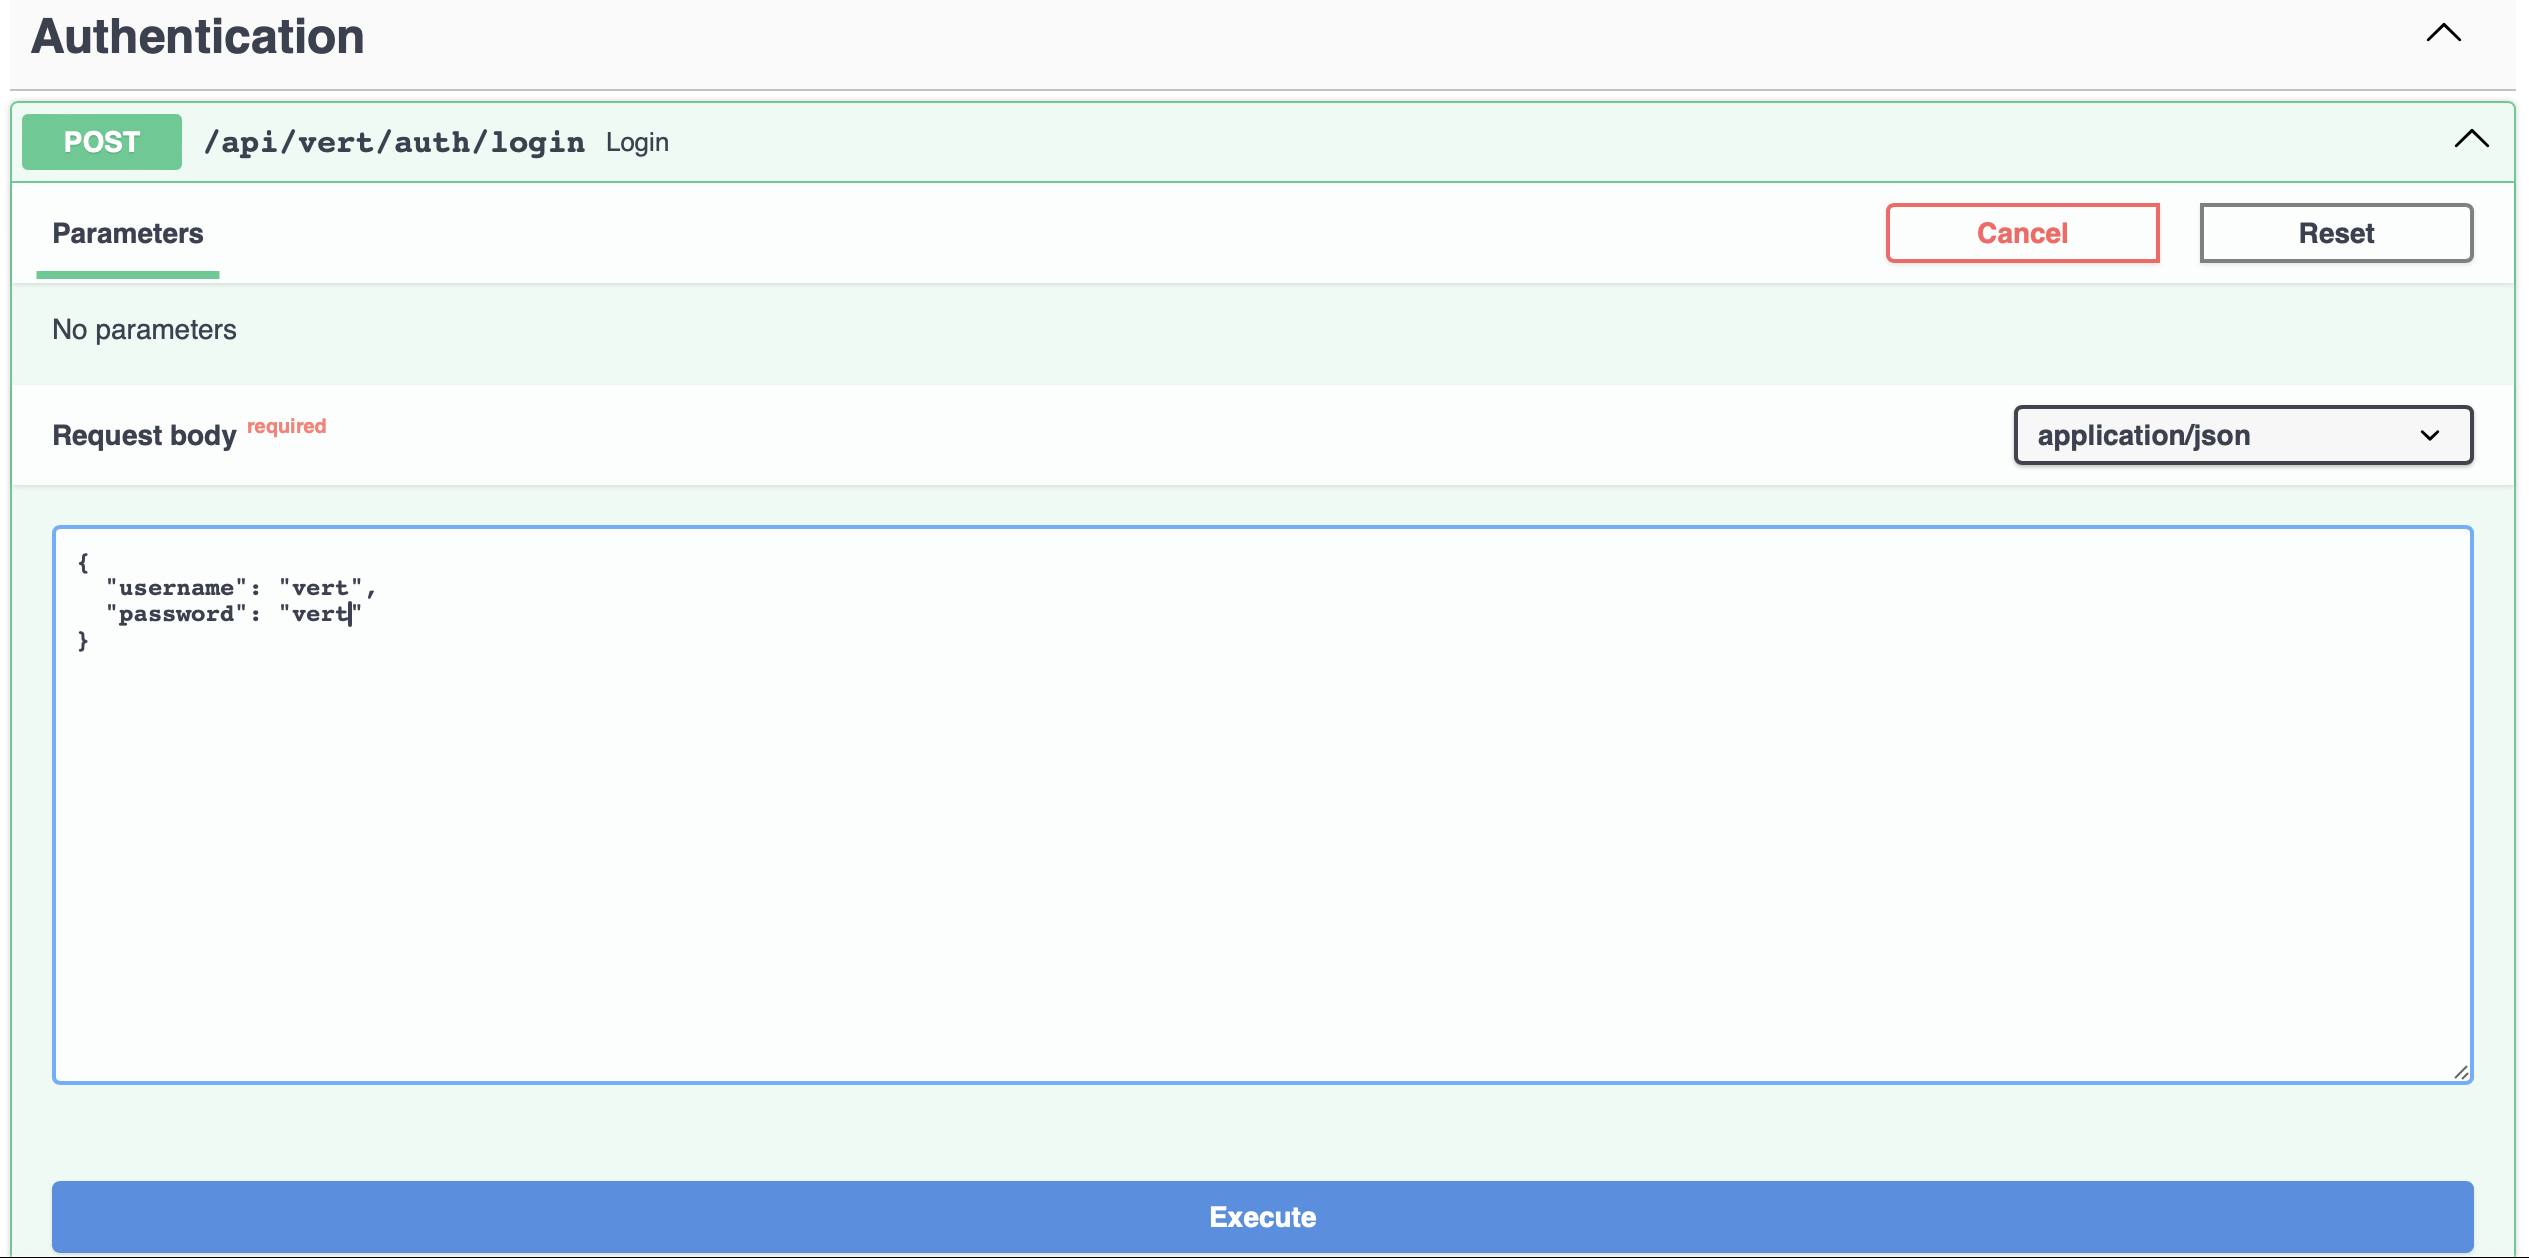 Authentication
POST /api/vert/auth/login Login
Parameters
Cancel
Reset
No parameters
Request body required
application/json
{
  "username": "vert",
  "password": "vert"
}
Execute